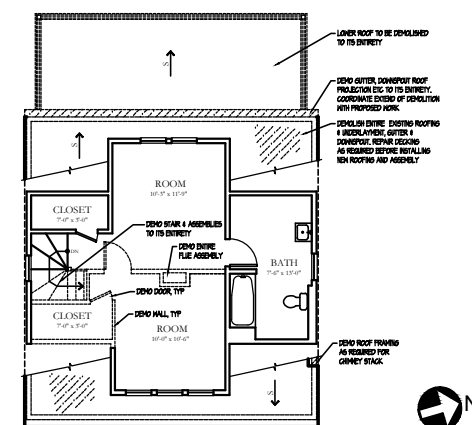 LOWER ROOF TO BE DEMOLISHED
TO ITS ENTIRETY
S
DEMO GUTTER, DOWNSPOUT ROOF
PROJECTION ETC TO ITS ENTIRETY.
COORDINATE EXTEND OF DEMOLITION
WITH PROPOSED WORK
DEMOLISH ENTIRE EXISTING ROOFING
& UNDERLAYMENT, GUTTER &
DOWNSPOUT. REPAIR DECKING
AS REQUIRED BEFORE INSTALLING
NEW ROOFING AND ASSEMBLY
S
ROOM
10'-3" x 11'-9"
CLOSET
7'-0" x 3'-0"
DEMO STAIR & ASSEMBLIES
TO ITS ENTIRETY
DN
DEMO ENTIRE
FLUE ASSEMBLY
BATH
7'-6" x 13'-0"
DEMO DOOR, TYP
CLOSET
7'-0" x 3'-0"
DEMO WALL, TYP
ROOM
10'-0" x 10'-6"
DEMO ROOF FRAMING
AS REQUIRED FOR
CHIMNEY STACK
S
N